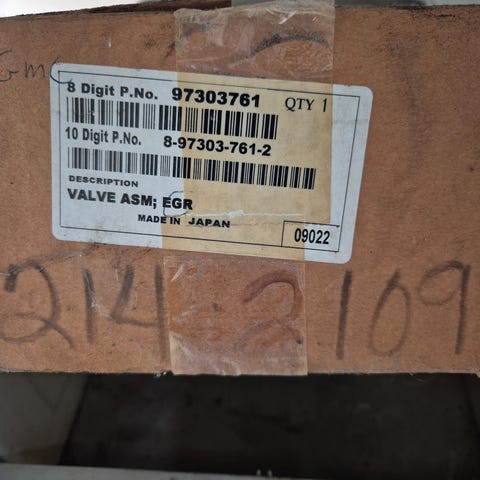 GMC
8 Digit P.No. 97303761 QTY 1
10 Digit P.No. 8-97303-761-2
DESCRIPTION
VALVE ASM; EGR
MADE IN JAPAN
09022
214-2109